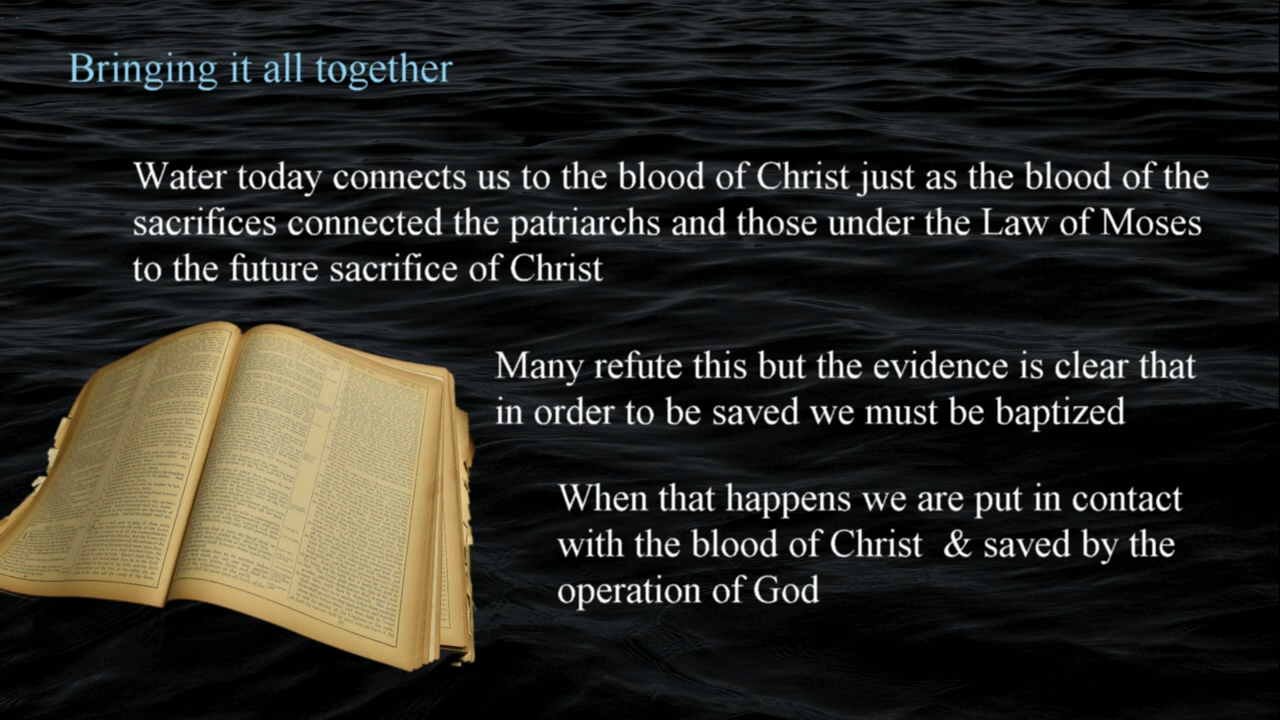 Bringing it all together
Water today connects us to the blood of Christ just as the blood of the
sacrifices connected the patriarchs and those under the Law of Moses
to the future sacrifice of Christ
Many refute this but the evidence is clear that
in order to be saved we must be baptized
When that happens we are put in contact
with the blood of Christ & saved by the
operation of God